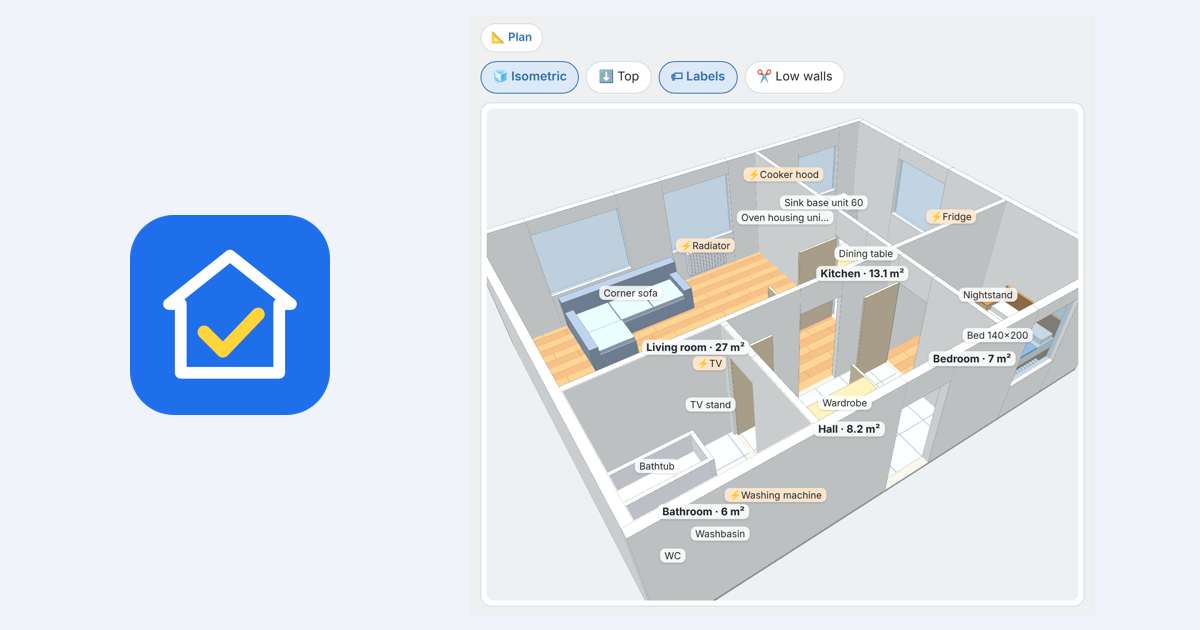 📐 Plan
🧊 Isometric
⬇️ Top
🏷 Labels
✂️ Low walls
⚡Cooker hood
Sink base unit 60
Oven housing uni...
⚡Fridge
⚡Radiator
Dining table
Kitchen · 13.1 m²
Corner sofa
Nightstand
Bed 140×200
Living room · 27 m²
Bedroom · 7 m²
⚡TV
TV stand
Wardrobe
Hall · 8.2 m²
Bathtub
⚡Washing machine
Bathroom · 6 m²
Washbasin
WC